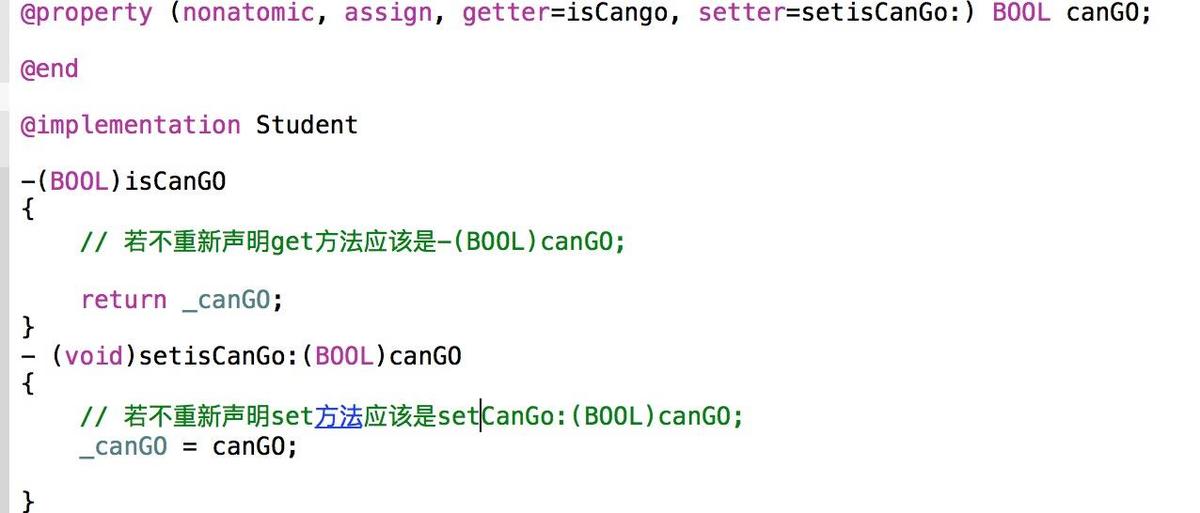 @property (nonatomic, assign, getter=isCango, setter=setisCanGo:) BOOL canGO;
@end
@implementation Student
-(BOOL)isCanGO
{
// 若不重新声明get方法应该是-(BOOL)canGO;
return _canGO;
}
- (void)setisCanGo:(BOOL)canGO
{
// 若不重新声明set方法应该是setCanGo:(BOOL)canGO;
_canGO = canGO;
}